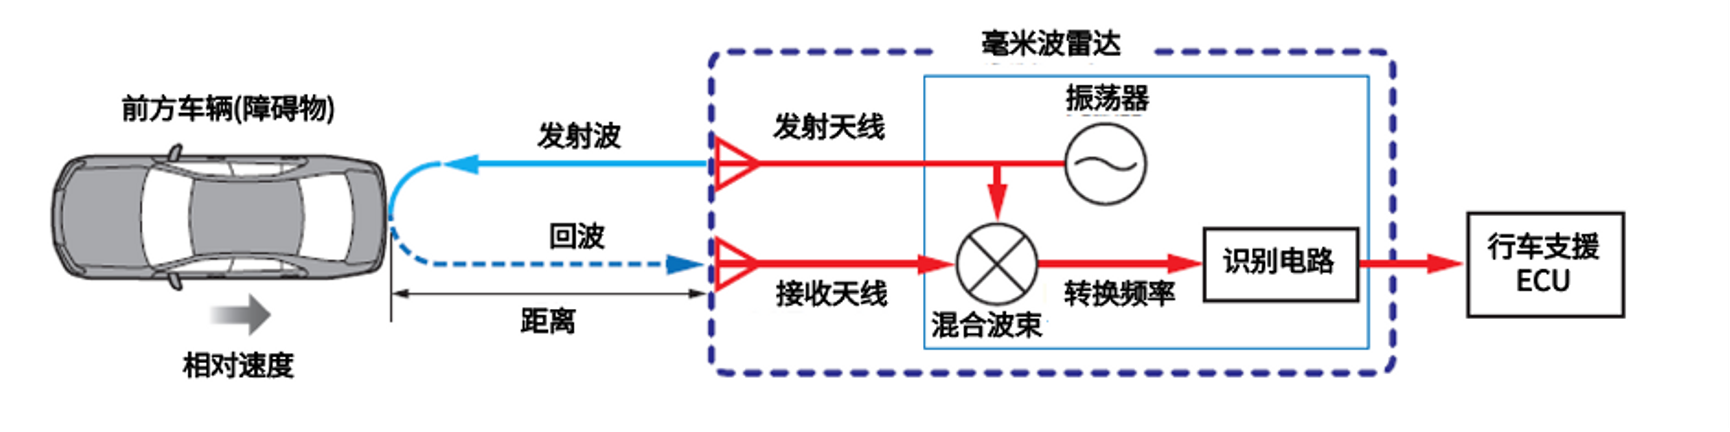 毫米波雷达
前方车辆(障碍物)
发射波
发射天线
振荡器
回波
接收天线
混合波束
转换频率
识别电路
行车支援
ECU
距离
相对速度